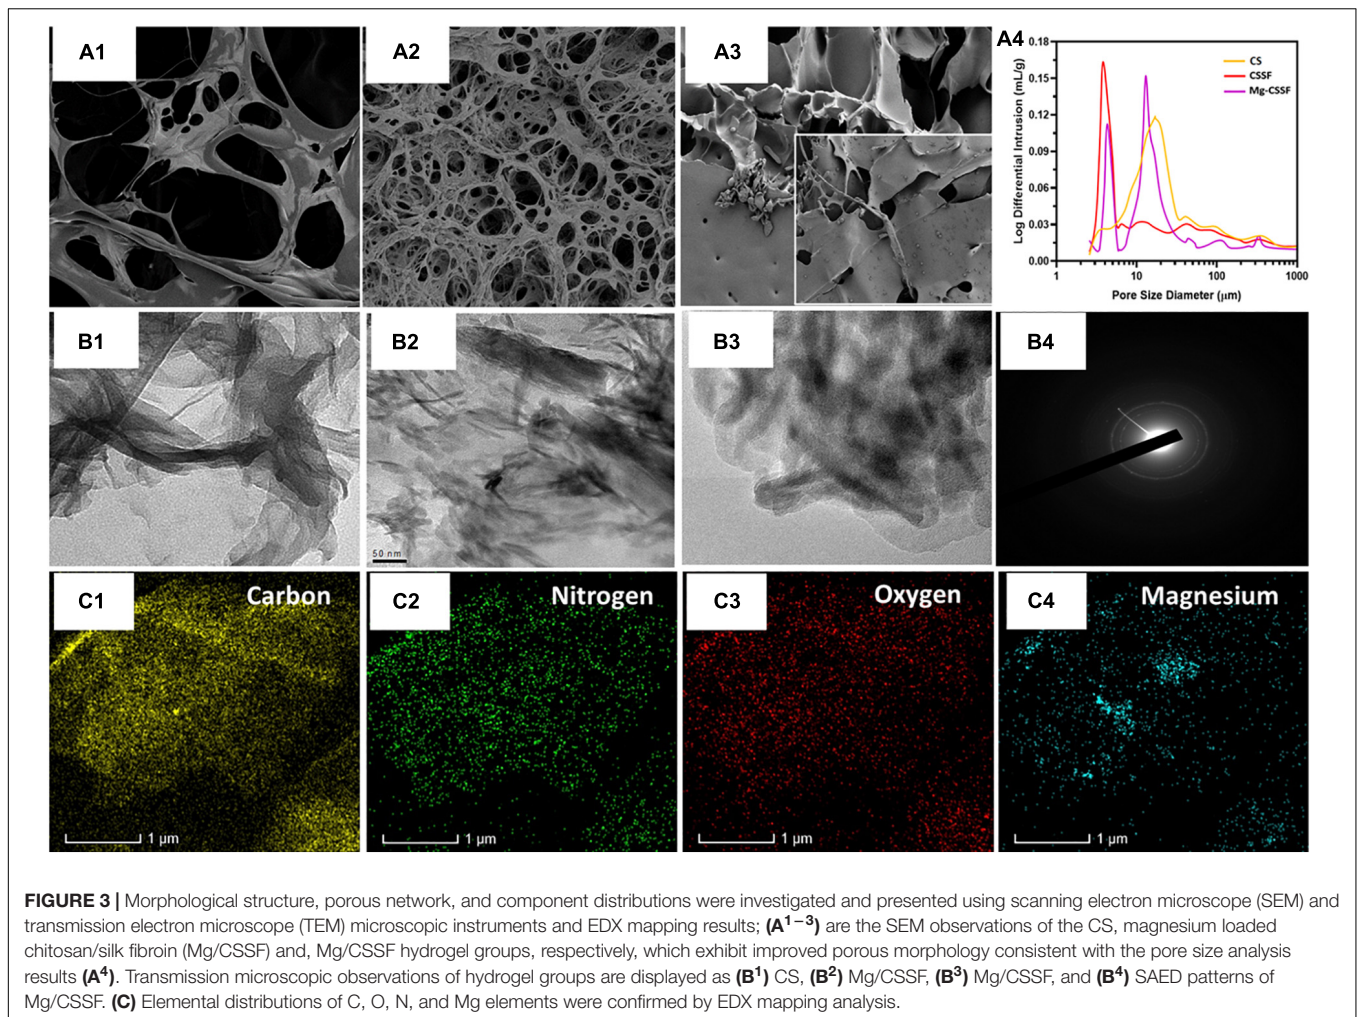 A1
A2
A3
A4
0.18
0.15
0.12
0.09
0.06
0.03
0.00
Log Differential Intrusion (mL/g)
CS
CSSF
Mg-CSSF
1
10
100
1000
Pore Size Diameter (μm)
B1
B2
50 nm
B3
B4
C1
Carbon
1 μm
C2
Nitrogen
1 μm
C3
Oxygen
1 μm
C4
Magnesium
1 μm
FIGURE 3 | Morphological structure, porous network, and component distributions were investigated and presented using scanning electron microscope (SEM) and
transmission electron microscope (TEM) microscopic instruments and EDX mapping results; (A1–3) are the SEM observations of the CS, magnesium loaded
chitosan/silk fibroin (Mg/CSSF) and, Mg/CSSF hydrogel groups, respectively, which exhibit improved porous morphology consistent with the pore size analysis
results (A4). Transmission microscopic observations of hydrogel groups are displayed as (B1) CS, (B2) Mg/CSSF, (B3) Mg/CSSF, and (B4) SAED patterns of
Mg/CSSF. (C) Elemental distributions of C, O, N, and Mg elements were confirmed by EDX mapping analysis.